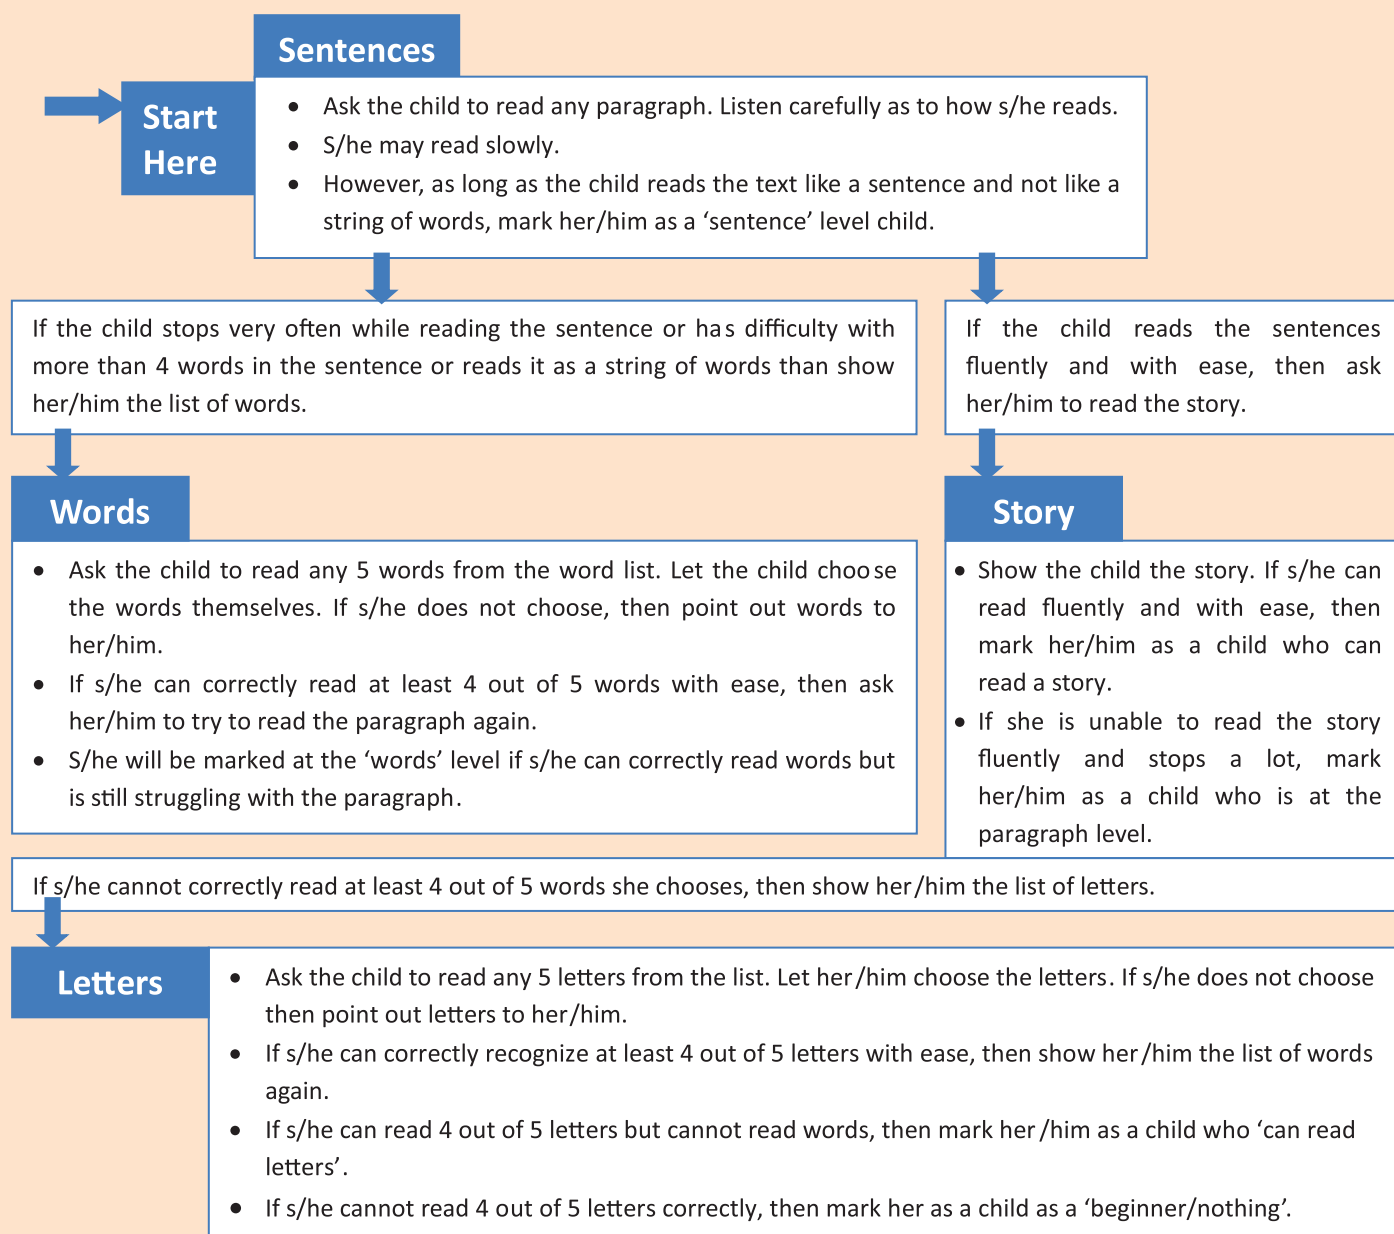 Sentences
Start
Here
• Ask the child to read any paragraph. Listen carefully as to how s/he reads.
• S/he may read slowly.
• However, as long as the child reads the text like a sentence and not like a
string of words, mark her/him as a ‘sentence’ level child.
If the child stops very often while reading the sentence or has difficulty with
more than 4 words in the sentence or reads it as a string of words than show
her/him the list of words.
If the child reads the sentences
fluently and with ease, then ask
her/him to read the story.
Words
• Ask the child to read any 5 words from the word list. Let the child choose
the words themselves. If s/he does not choose, then point out words to
her/him.
• If s/he can correctly read at least 4 out of 5 words with ease, then ask
her/him to try to read the paragraph again.
• S/he will be marked at the ‘words’ level if s/he can correctly read words but
is still struggling with the paragraph.
Story
• Show the child the story. If s/he can
read fluently and with ease, then
mark her/him as a child who can
read a story.
• If she is unable to read the story
fluently and stops a lot, mark
her/him as a child who is at the
paragraph level.
If s/he cannot correctly read at least 4 out of 5 words she chooses, then show her/him the list of letters.
Letters
• Ask the child to read any 5 letters from the list. Let her/him choose the letters. If s/he does not choose
then point out letters to her/him.
• If s/he can correctly recognize at least 4 out of 5 letters with ease, then show her/him the list of words
again.
• If s/he can read 4 out of 5 letters but cannot read words, then mark her/him as a child who ‘can read
letters’.
• If s/he cannot read 4 out of 5 letters correctly, then mark her as a child as a ‘beginner/nothing’.